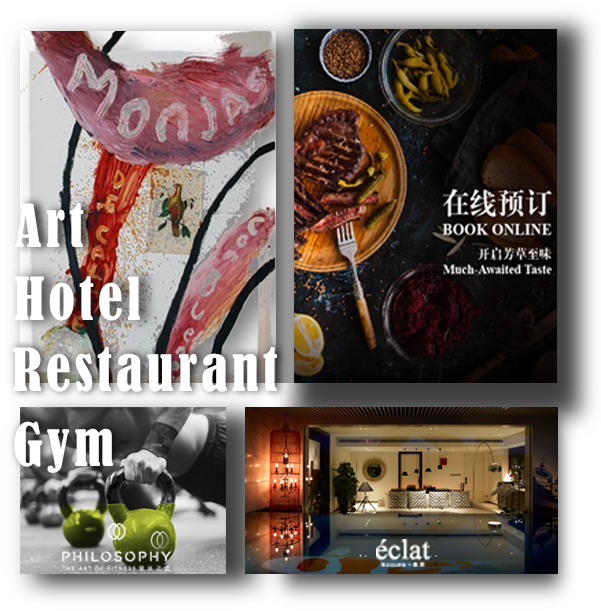 MONJAS
在线预订
BOOK ONLINE
开启芳草至味
Much-Awaited Taste
Art
Hotel
Restaurant
Gym
PHILOSOPHY
THE ART OF FITNESS
éclat